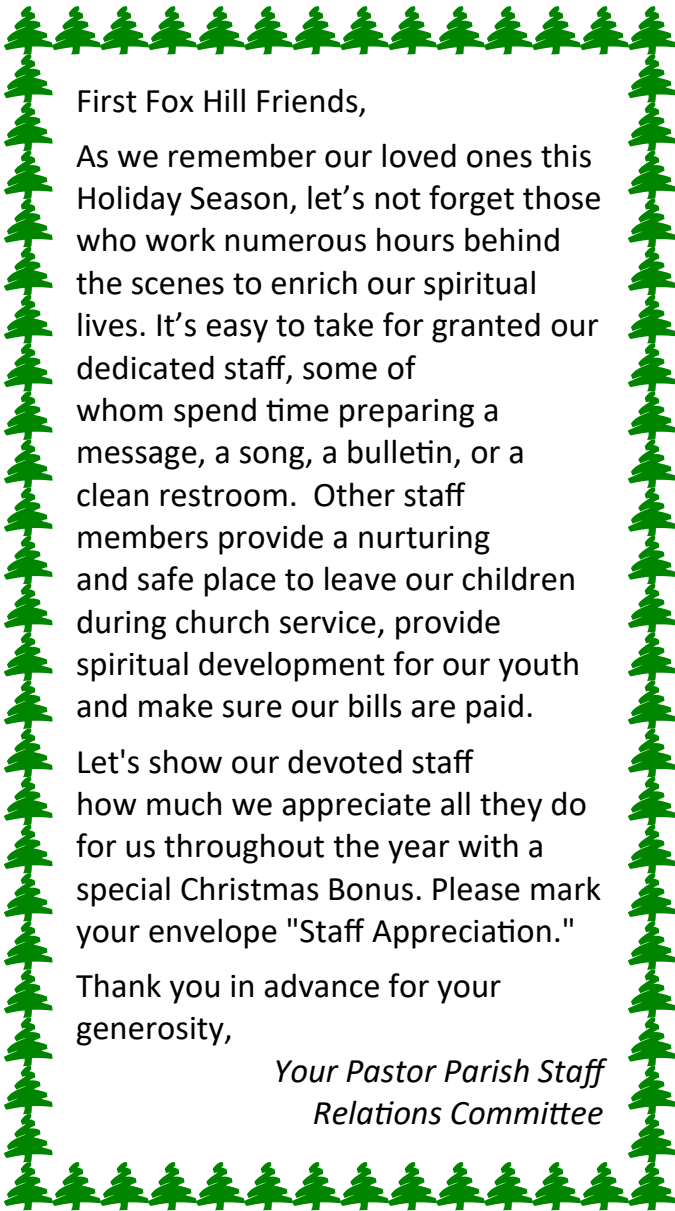 First Fox Hill Friends,
As we remember our loved ones this
Holiday Season, let’s not forget those
who work numerous hours behind
the scenes to enrich our spiritual
lives. It’s easy to take for granted our
dedicated staff, some of
whom spend time preparing a
message, a song, a bulletin, or a
clean restroom.  Other staff
members provide a nurturing
and safe place to leave our children
during church service, provide
spiritual development for our youth
and make sure our bills are paid.
Let's show our devoted staff
how much we appreciate all they do
for us throughout the year with a
special Christmas Bonus. Please mark
your envelope "Staff Appreciation."
Thank you in advance for your
generosity,
Your Pastor Parish Staff
Relations Committee